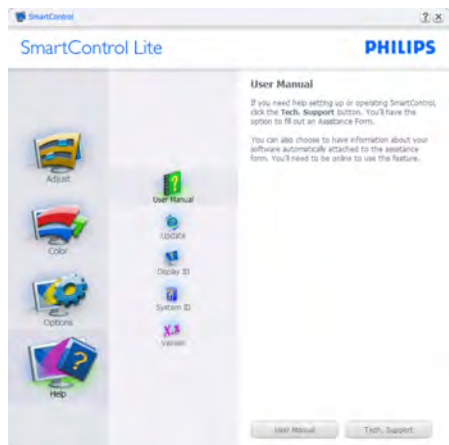 SmartControl
? X
SmartControl Lite
PHILIPS
User Manual
If you need help setting up or operating SmartControl,
click the Tech. Support button. You'll have the
option to fill out an Assistance Form.
You can also choose to have information about your
software automatically attached to the assistance
form. You'll need to be online to use the feature.
Adjust
Color
Options
Help
User Manual
Update
Display ID
System ID
X.x
Version
User Manual
Tech. Support